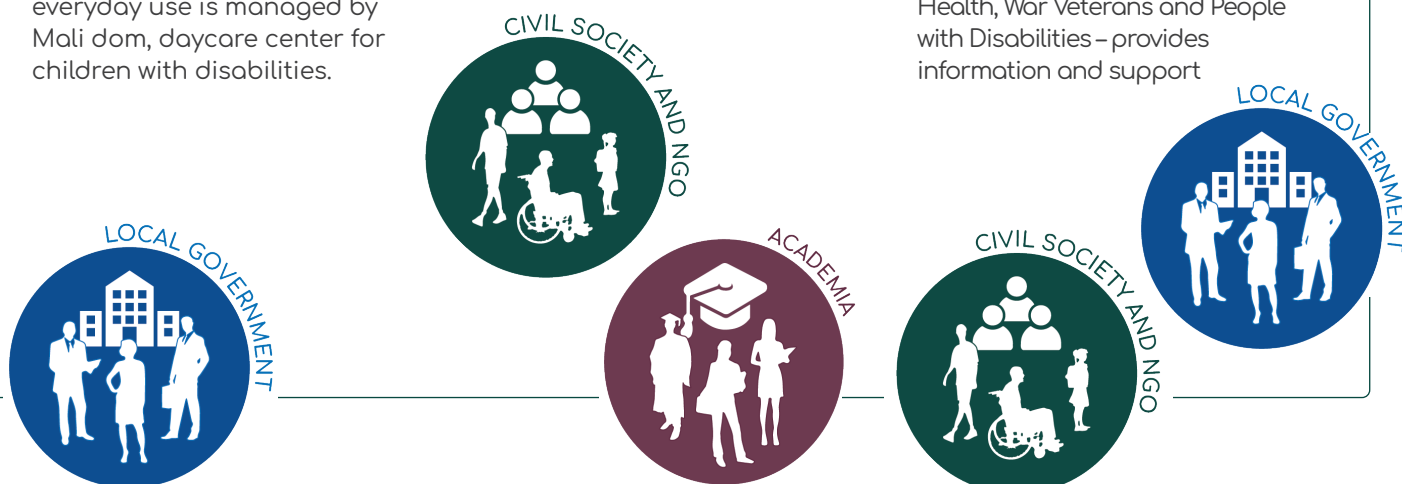 everyday use is managed by
Mali dom, daycare center for
children with disabilities.
CIVIL SOCIETY AND NGO
Health, War Veterans and People
with Disabilities – provides
information and support
LOCAL GOVERNMENT
LOCAL GOVERNMENT
ACADEMIA
CIVIL SOCIETY AND NGO